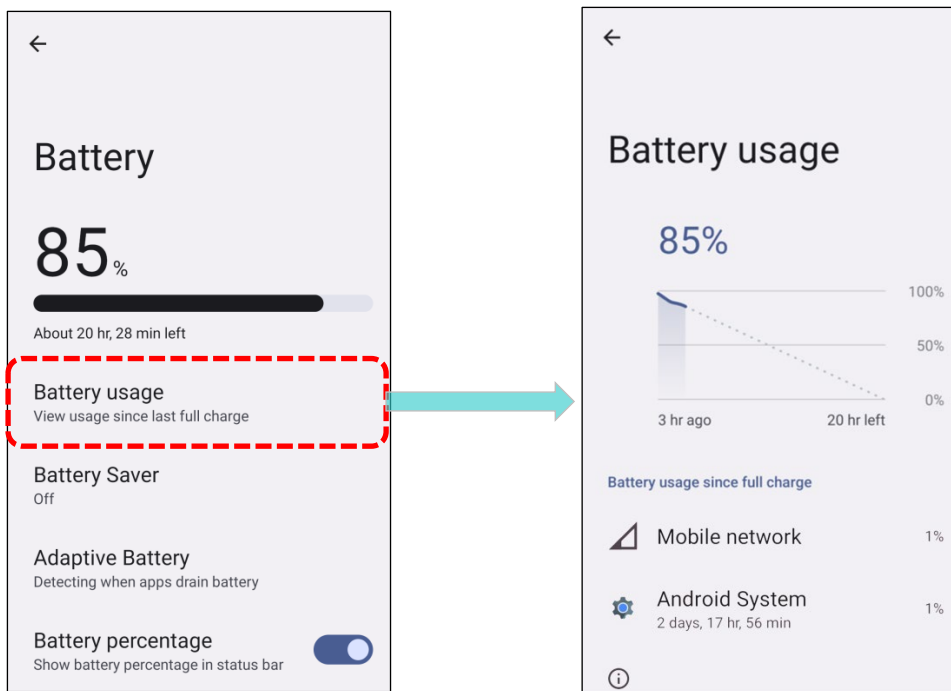 Battery
85%
About 20 hr, 28 min left
Battery usage
View usage since last full charge
Battery Saver
Off
Adaptive Battery
Detecting when apps drain battery
Battery percentage
Show battery percentage in status bar
Battery usage
85%
100%
50%
0%
3 hr ago
20 hr left
Battery usage since full charge
Mobile network
1%
Android System
1%
2 days, 17 hr, 56 min